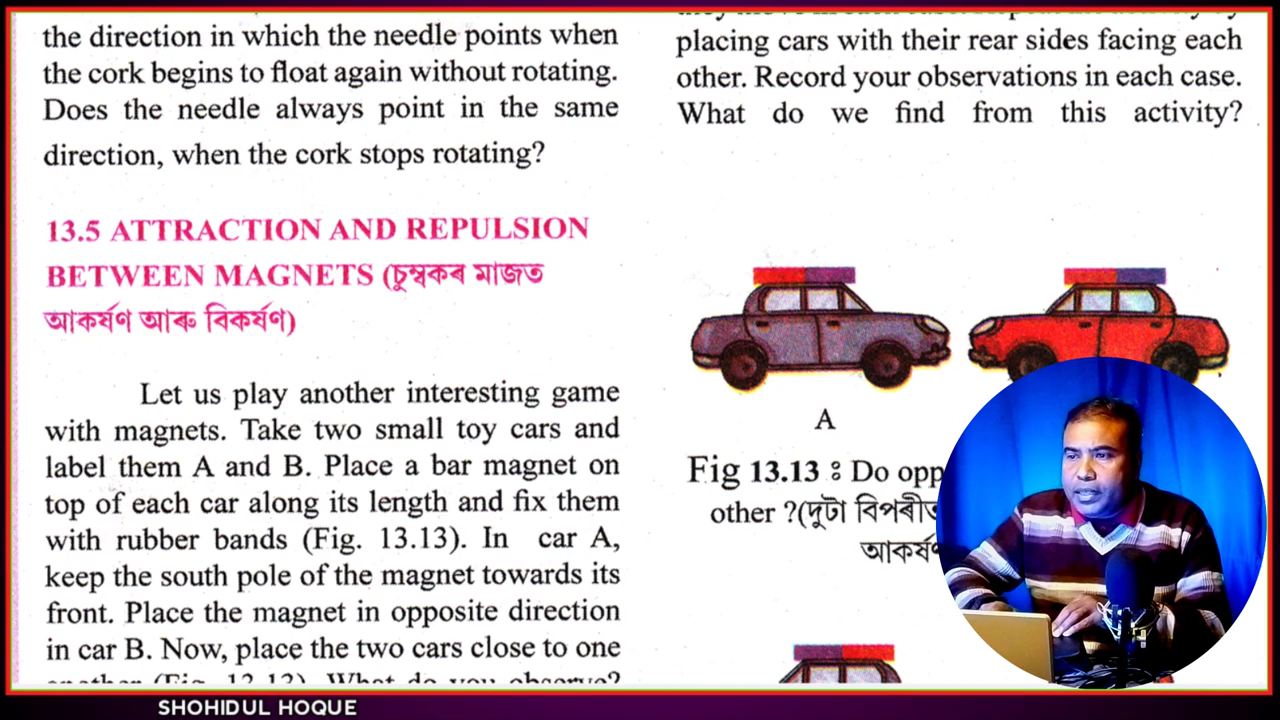 the direction in which the needle points when
the cork begins to float again without rotating.
Does the needle always point in the same
direction, when the cork stops rotating?
13.5 ATTRACTION AND REPULSION
BETWEEN MAGNETS (চুম্বকৰ মাজত
আকৰ্ষণ আৰু বিকৰ্ষণ)
Let us play another interesting game
with magnets. Take two small toy cars and
label them A and B. Place a bar magnet on
top of each car along its length and fix them
with rubber bands (Fig. 13.13). In car A,
keep the south pole of the magnet towards its
front. Place the magnet in opposite direction
in car B. Now, place the two cars close to one
placing cars with their rear sides facing each
other. Record your observations in each case.
What do we find from this activity?
A
Fig 13.13 : Do opp
other ?(দুটা বিপৰীত
আকৰ্ষণ
SHOHIDUL HOQUE